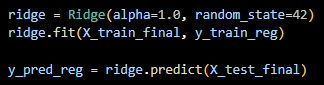 ridge = Ridge(alpha=1.0, random_state=42)
ridge.fit(X_train_final, y_train_reg)
y_pred_reg = ridge.predict(X_test_final)